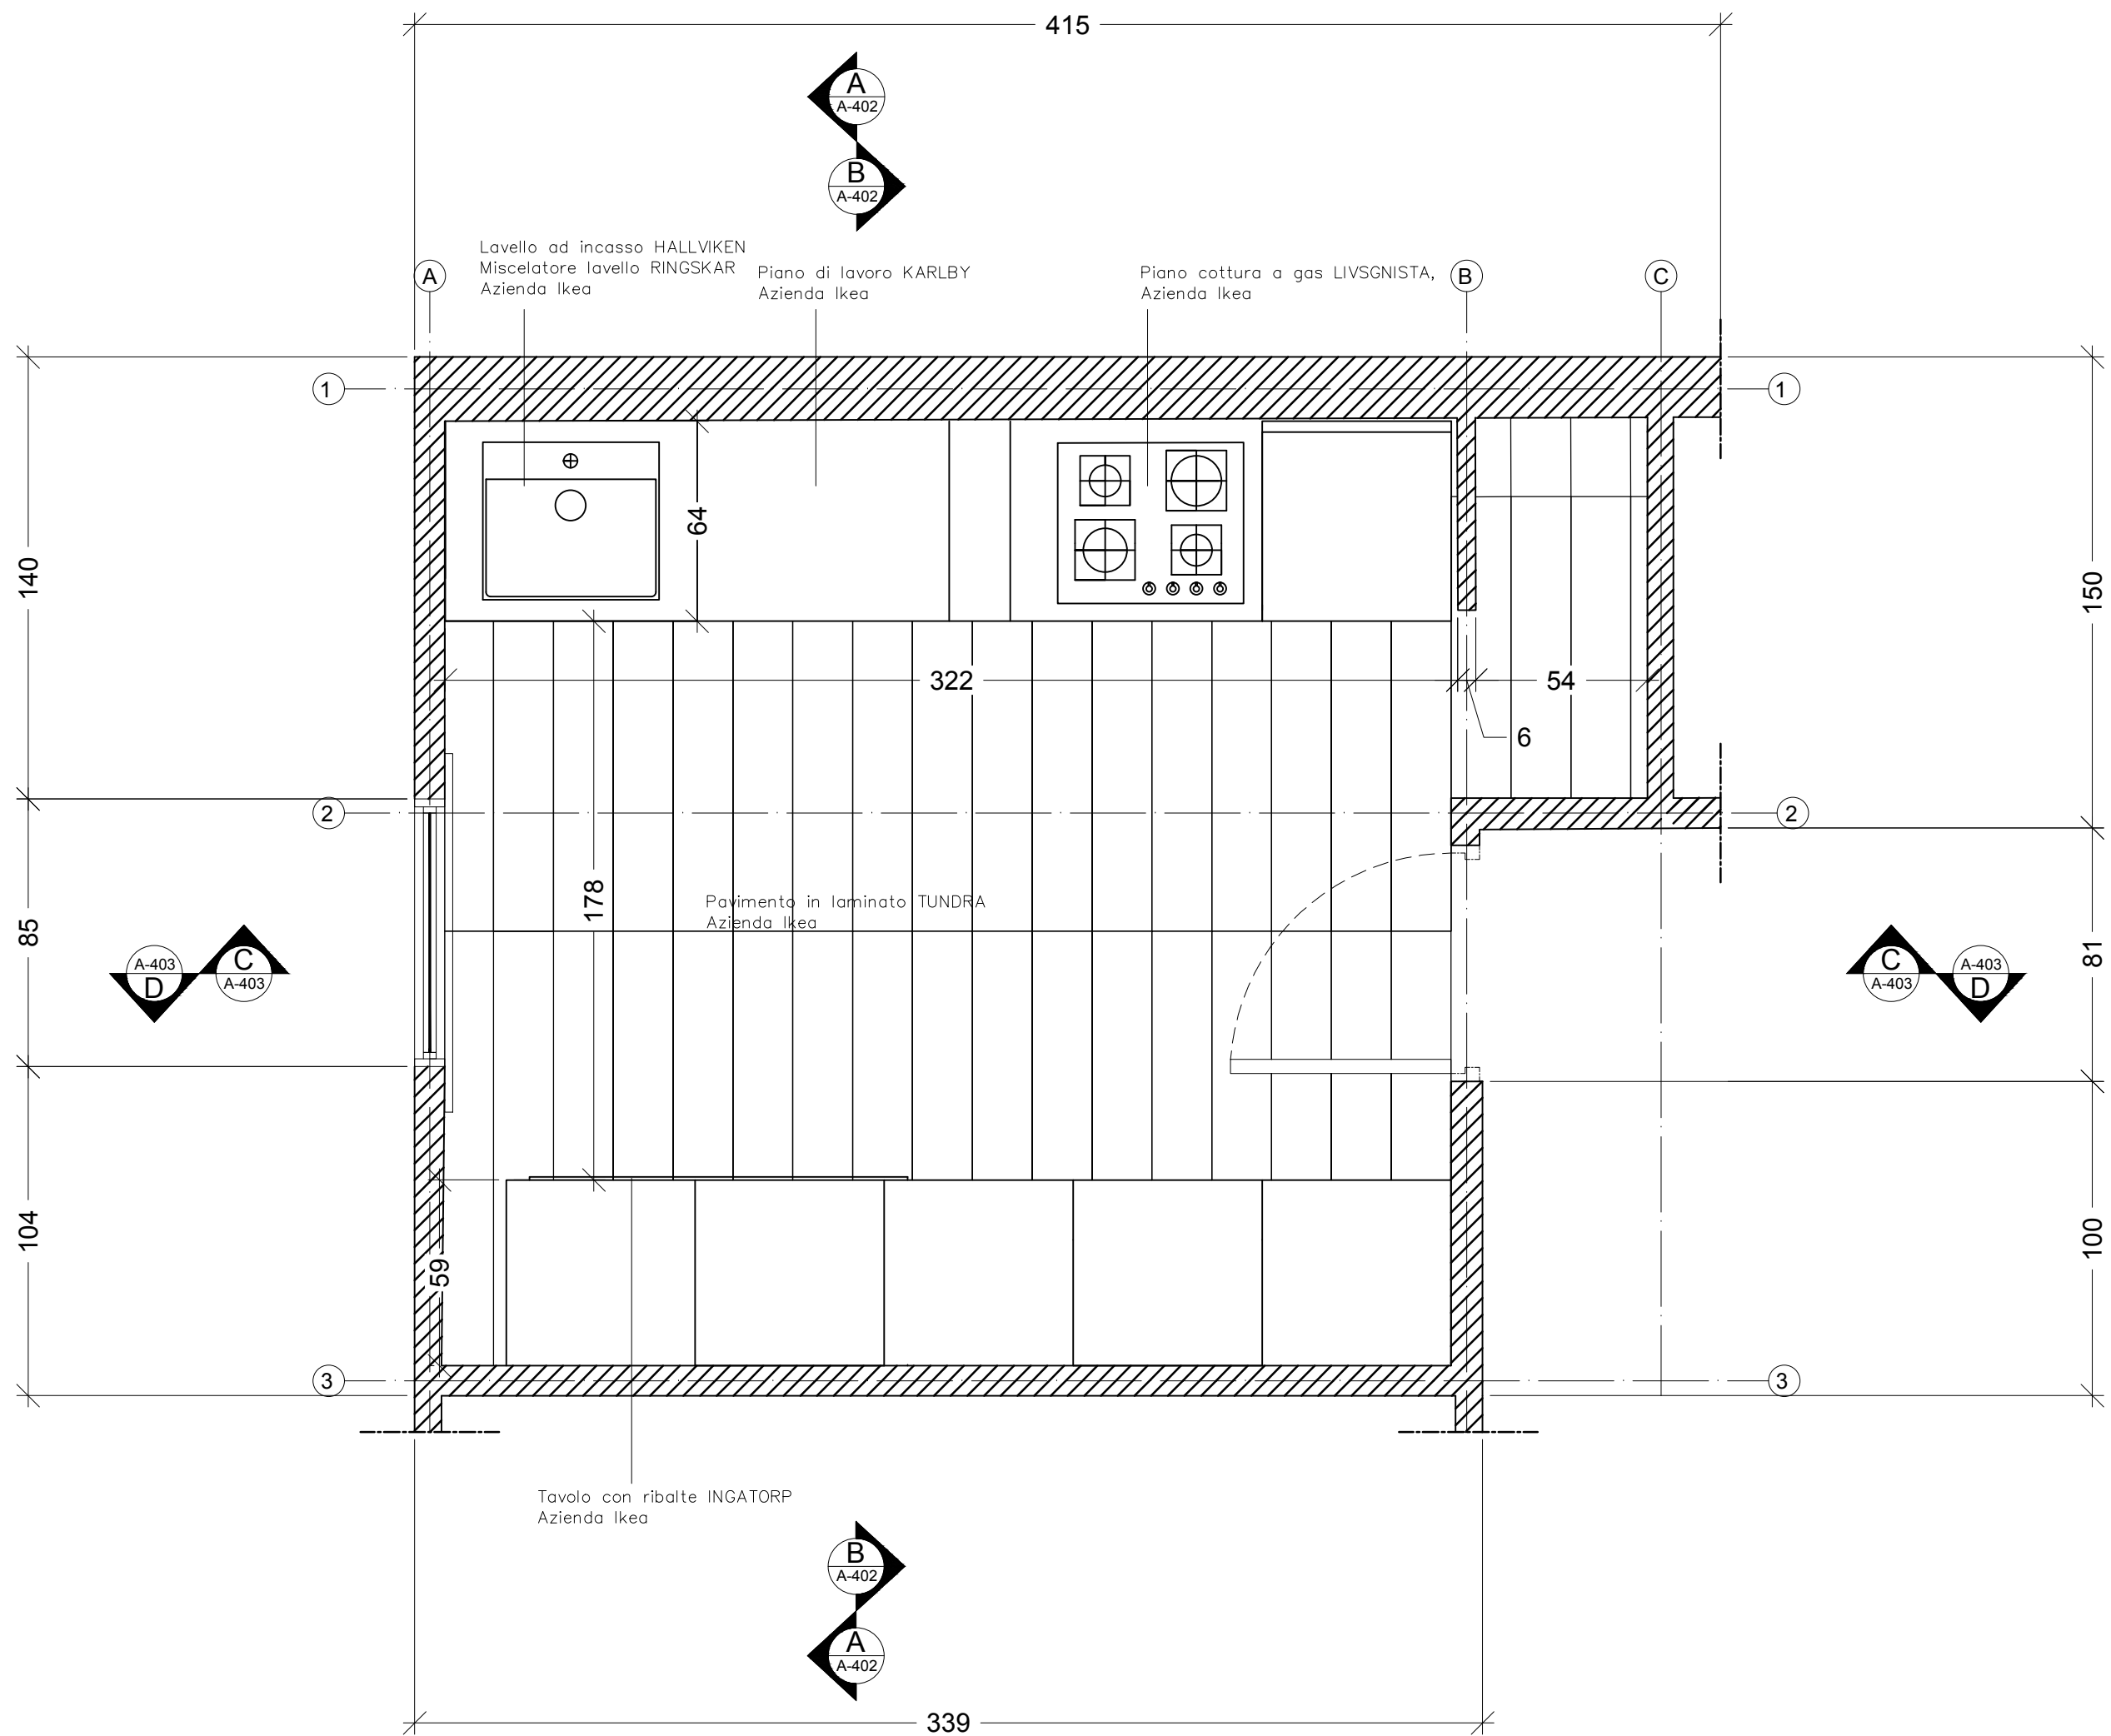 415
A
A-402
B
A-402
Lavello ad incasso HALLVIKEN
Miscelatore lavello RINGSKAR
Azienda Ikea
Piano di lavoro KARLBY
Azienda Ikea
Piano cottura a gas LIVSGNISTA,
Azienda Ikea
A
B
C
1
1
64
140
150
322
54
6
2
2
178
Pavimento in laminato TUNDRA
Azienda Ikea
85
81
A-403
D
C
A-403
C
A-403
A-403
D
104
59
100
3
3
Tavolo con ribalte INGATORP
Azienda Ikea
B
A-402
A
A-402
339